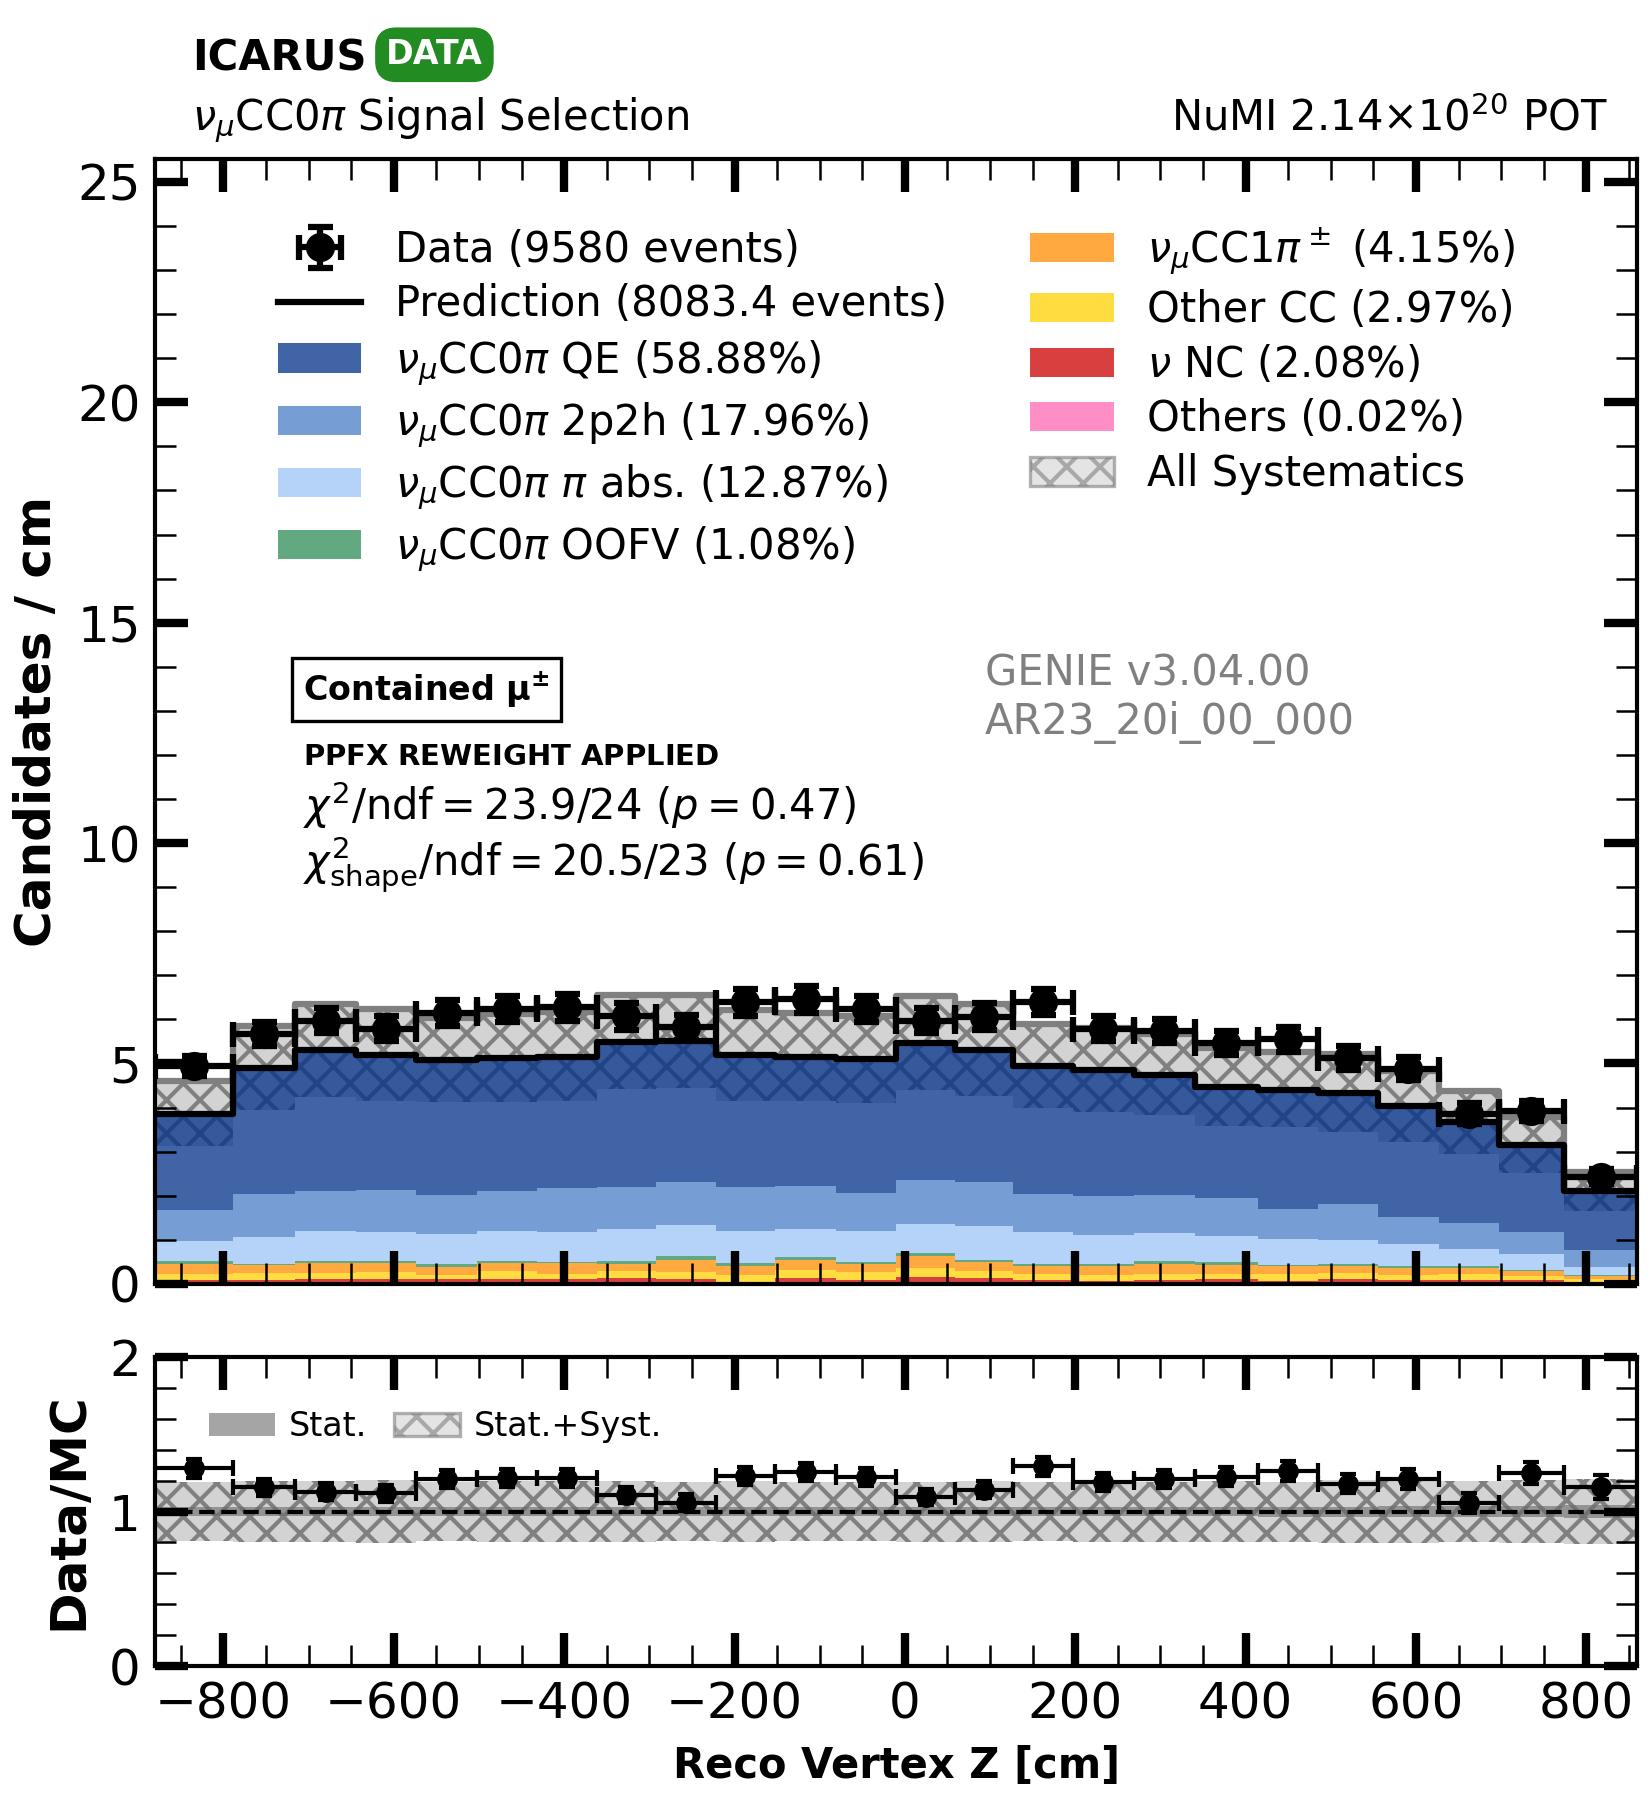 ICARUS DATA
νμCC0π Signal Selection
NuMI 2.14×10²⁰ POT
25
20
15
10
5
0
Candidates / cm
Data (9580 events)
Prediction (8083.4 events)
νμCC0π QE (58.88%)
νμCC0π 2p2h (17.96%)
νμCC0π π abs. (12.87%)
νμCC0π OOFV (1.08%)
νμCC1π± (4.15%)
Other CC (2.97%)
ν NC (2.08%)
Others (0.02%)
All Systematics
Contained μ±
PPFX REWEIGHT APPLIED
χ²/ndf = 23.9/24 (p = 0.47)
χ²shape/ndf = 20.5/23 (p = 0.61)
GENIE v3.04.00
AR23_20i_00_000
2
1
0
Data/MC
Stat.
Stat.+Syst.
−800 −600 −400 −200 0 200 400 600 800
Reco Vertex Z [cm]